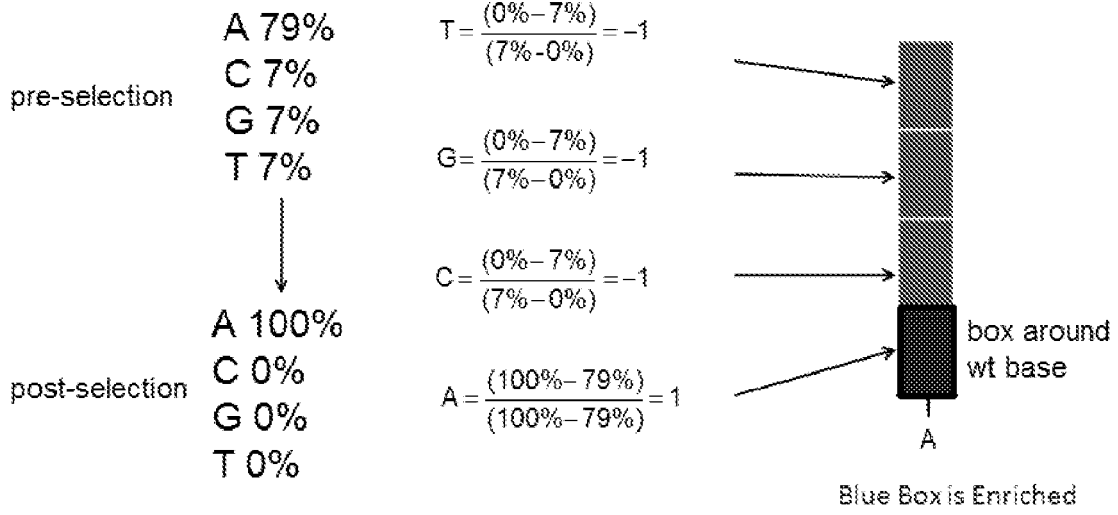 pre-selection
A 79%
C 7%
G 7%
T 7%
post-selection
A 100%
C 0%
G 0%
T 0%
T = (0%–7%) / (7%-0%) = –1
G = (0%–7%) / (7%–0%) = –1
C = (0%–7%) / (7%–0%) = –1
A = (100%–79%) / (100%–79%) = 1
box around
wt base
A
Blue Box is Enriched